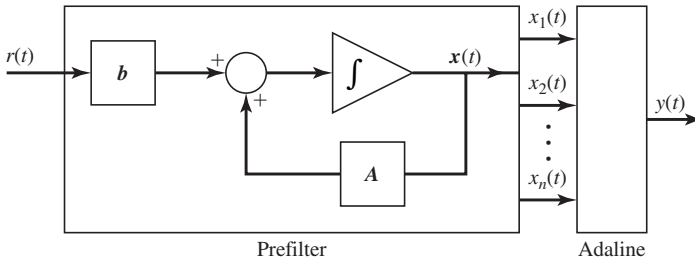 r(t)
b
+
+
∫
x(t)
A
x₁(t)
x₂(t)
xₙ(t)
y(t)
Prefilter
Adaline